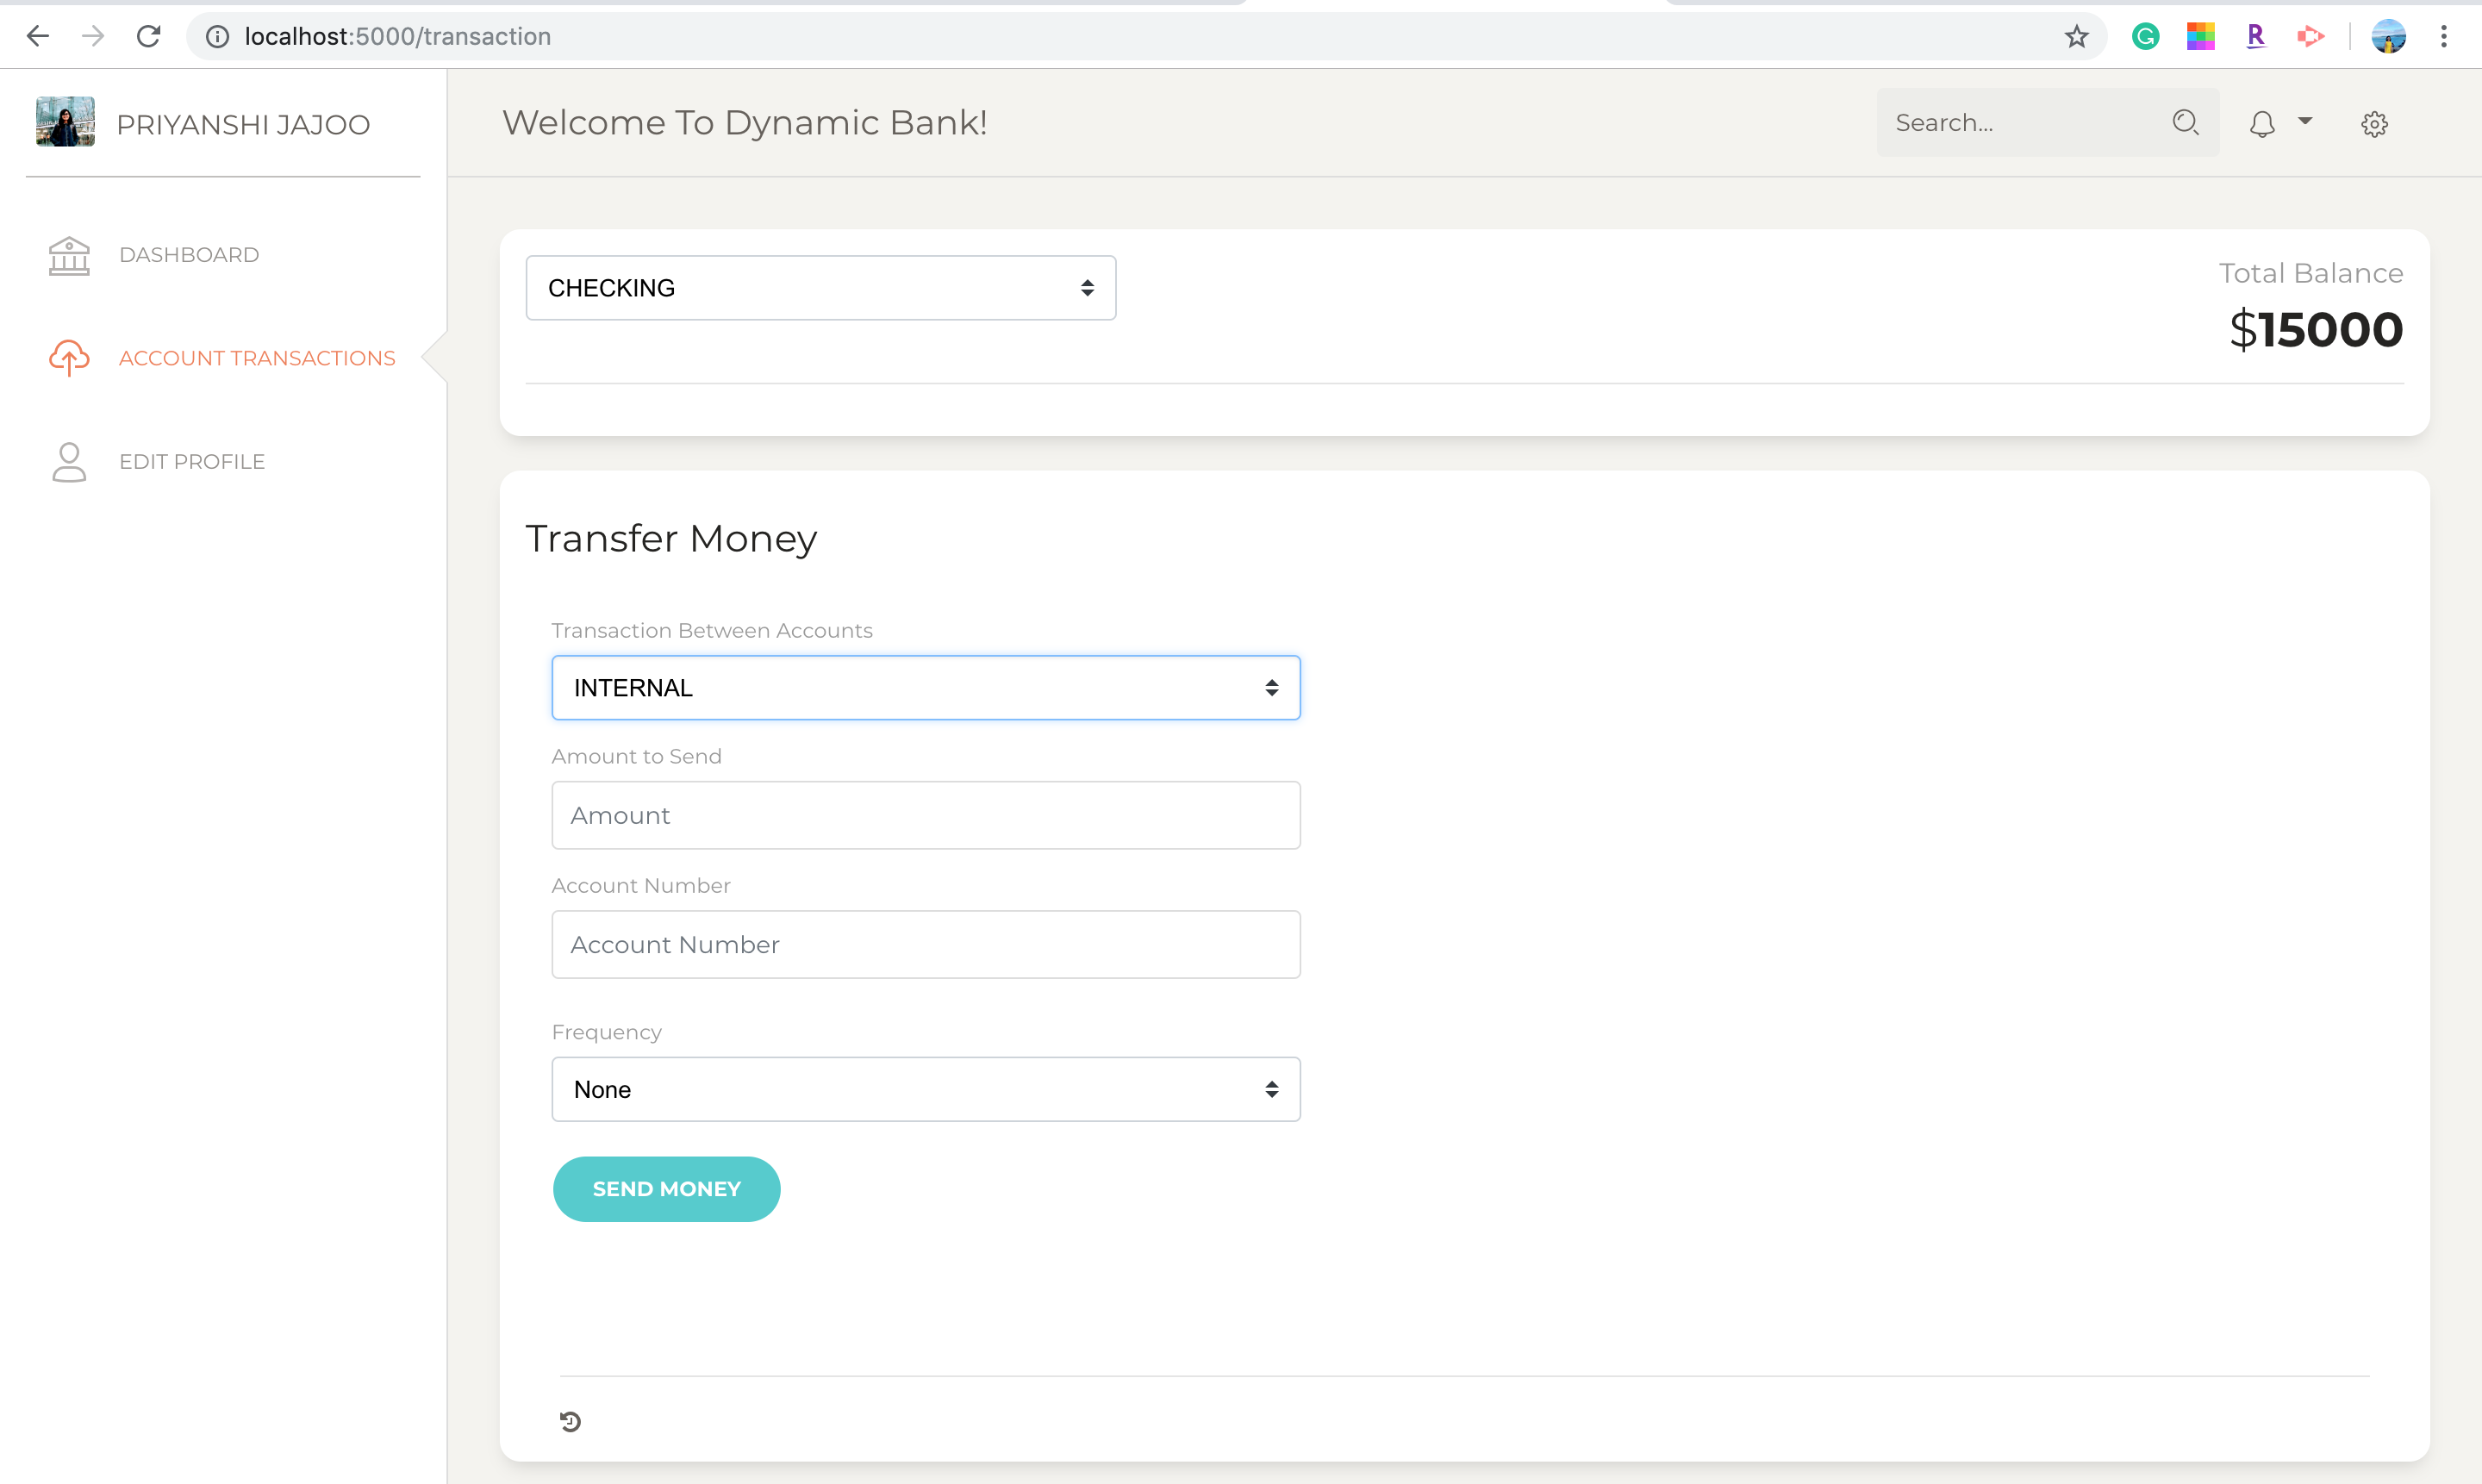 localhost:5000/transaction
PRIYANSHI JAJOO
Welcome To Dynamic Bank!
Search...
DASHBOARD
ACCOUNT TRANSACTIONS
EDIT PROFILE
CHECKING
Total Balance
$15000
Transfer Money
Transaction Between Accounts
INTERNAL
Amount to Send
Amount
Account Number
Account Number
Frequency
None
SEND MONEY